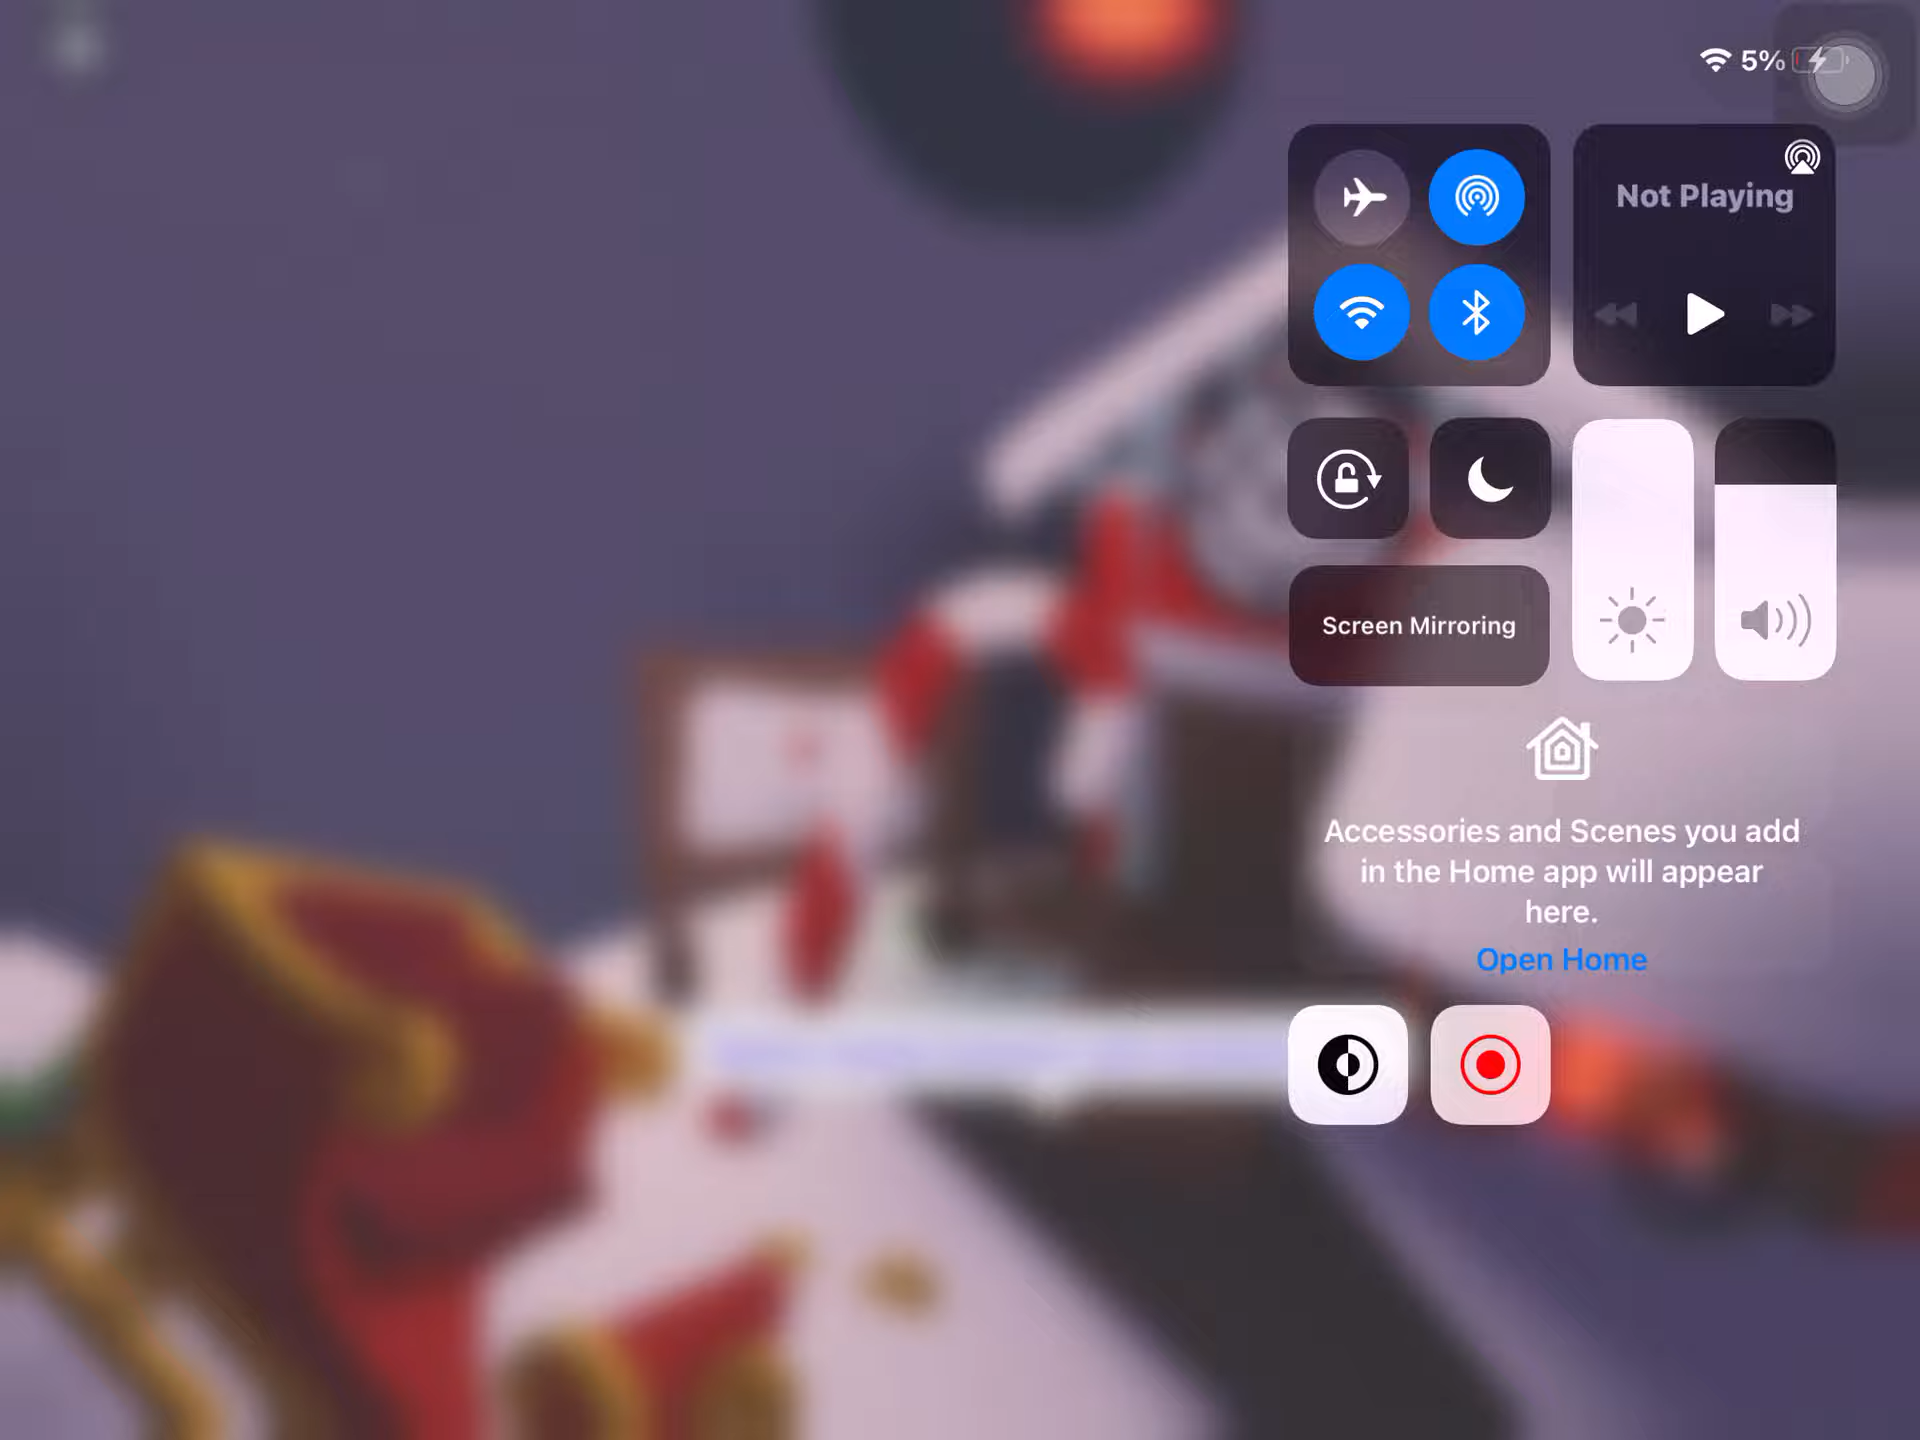 5%
Not Playing
Screen Mirroring
Accessories and Scenes you add
in the Home app will appear
here.
Open Home